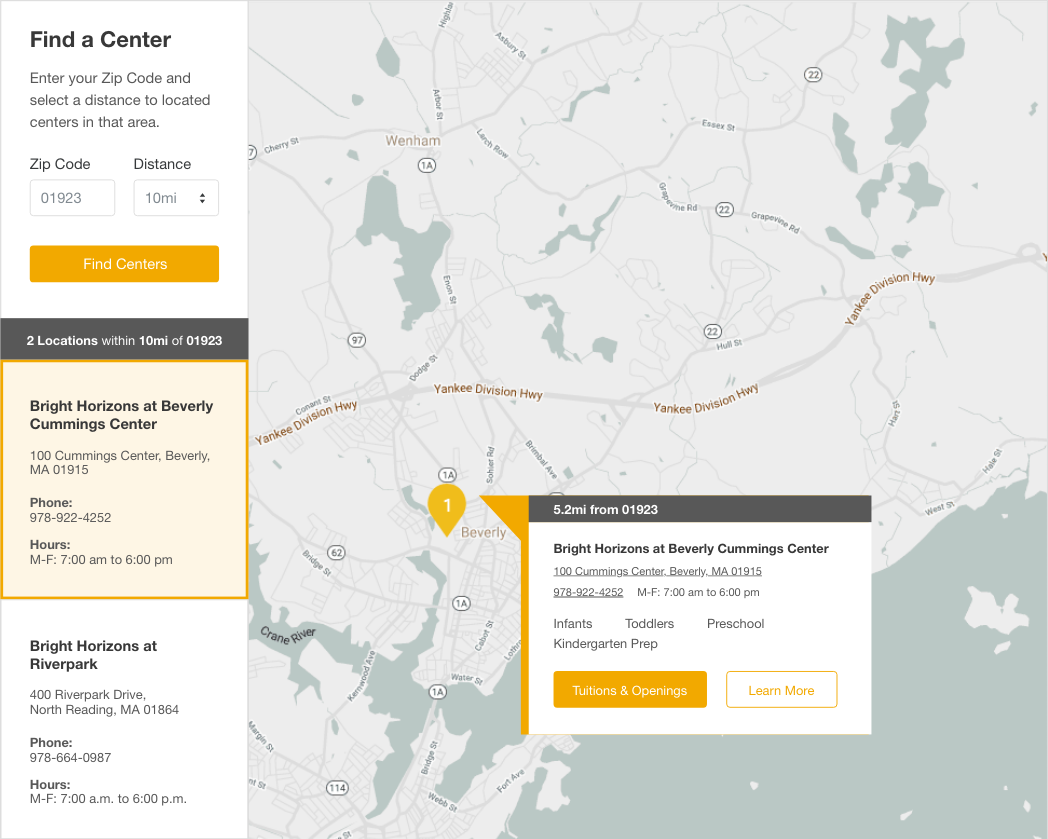 Find a Center
Enter your Zip Code and
select a distance to located
centers in that area.
Zip Code
Distance
01923
10mi
Find Centers
2 Locations within 10mi of 01923
Bright Horizons at Beverly
Cummings Center
100 Cummings Center, Beverly,
MA 01915
Phone:
978-922-4252
Hours:
M-F: 7:00 am to 6:00 pm
Bright Horizons at
Riverpark
400 Riverpark Drive,
North Reading, MA 01864
Phone:
978-664-0987
Hours:
M-F: 7:00 a.m. to 6:00 p.m.
Asbury St
22
Arbor St
Essex St
Wenham
Larch Row
Cherry St
7
1A
Grapevine Rd
22
Grapevine Rd
Yankee Division Hwy
Enon St
97
22
Hull St
Dodge St
Yankee Division Hwy
Yankee Division Hwy
Conant St
Yankee Division Hwy
Hart St
Sohier Rd
Brimbal Ave
Hale St
1A
1
West St
Beverly
62
Bridge St
1A
Crane River
Cabot St
Kernwood Ave
Water St
1A
Margin St
Bridge St
Fort Ave
114
Webb St
5.2mi from 01923
Bright Horizons at Beverly Cummings Center
100 Cummings Center, Beverly, MA 01915
978-922-4252 M-F: 7:00 am to 6:00 pm
Infants Toddlers Preschool
Kindergarten Prep
Tuitions & Openings
Learn More